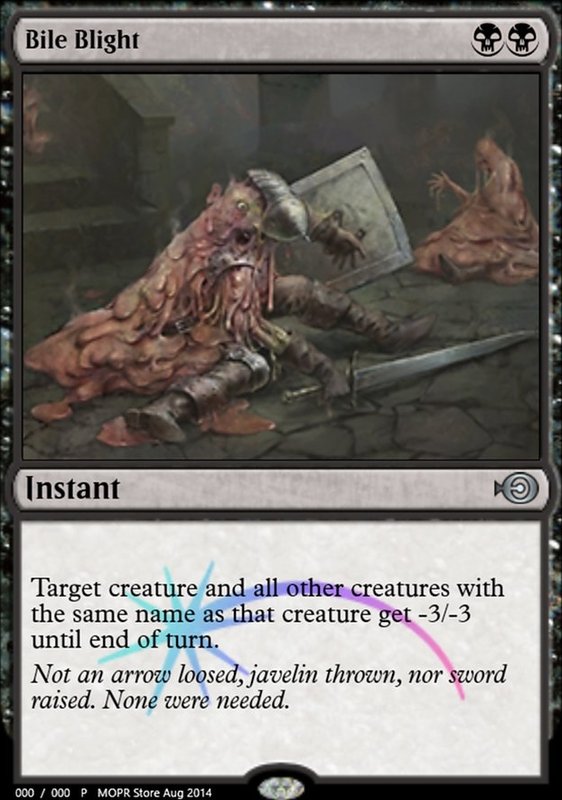 Bile Blight
Instant
Target creature and all other creatures with
the same name as that creature get -3/-3
until end of turn.
Not an arrow loosed, javelin thrown, nor sword
raised. None were needed.
000 / 000 P MOPR Store Aug 2014